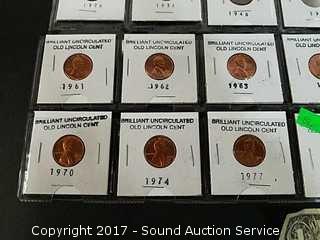 1948
BRILLIANT UNCIRCULATED
OLD LINCOLN CENT
1961
BRILLIANT UNCIRCULATED
OLD LINCOLN CENT
1962
BRILLIANT UNCIRCULATED
OLD LINCOLN CENT
1963
BRILLIANT UNCIRCULATED
OLD LINCOLN CENT
1970
BRILLIANT UNCIRCULATED
OLD LINCOLN CENT
1974
BRILLIANT UNCIRCULATED
OLD LINCOLN CENT
1977
Copyright 2017 - Sound Auction Service